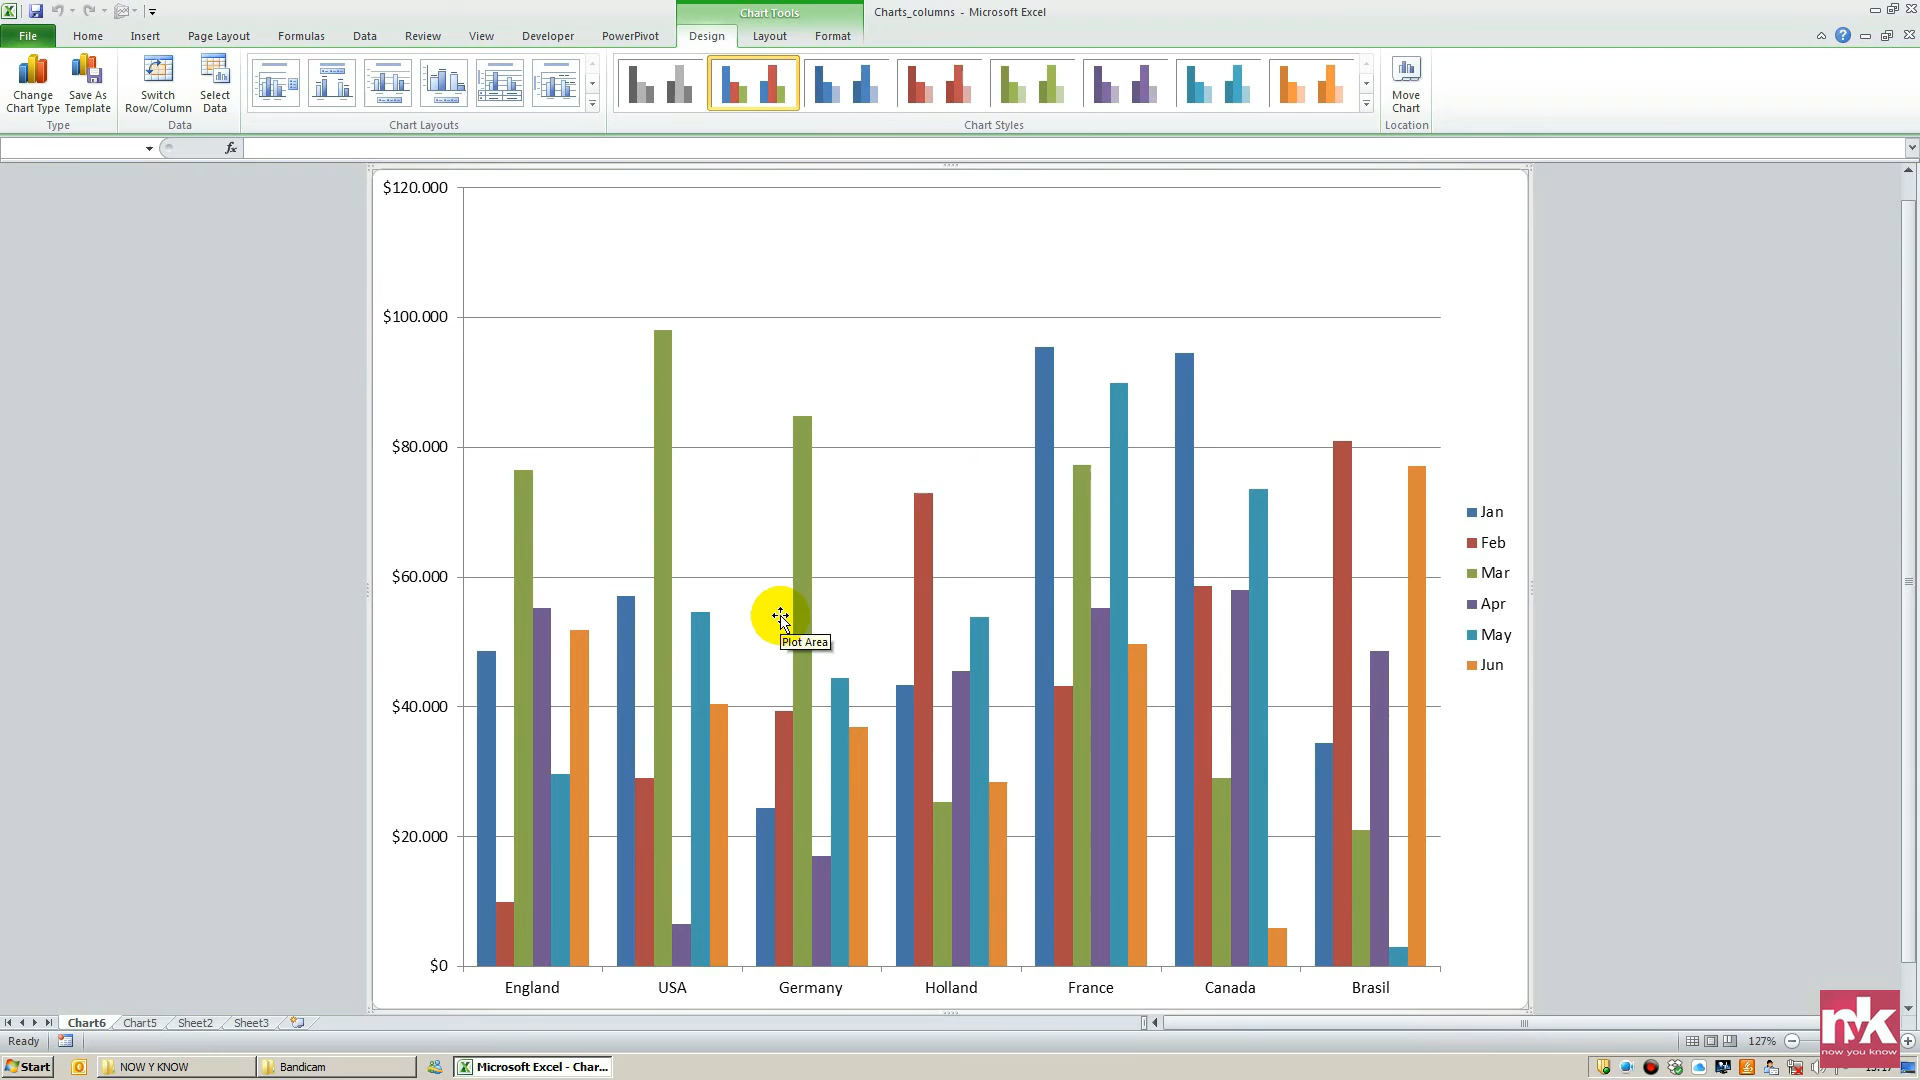 Chart Tools
Charts_columns - Microsoft Excel
File Home Insert Page Layout Formulas Data Review View Developer PowerPivot Design Layout Format
Change Chart Type
Save As Template
Type
Switch Row/Column
Select Data
Data
Chart Layouts
Chart Styles
Move Chart
Location
fx
$120.000
$100.000
$80.000
$60.000
$40.000
$20.000
$0
Plot Area
Jan
Feb
Mar
Apr
May
Jun
England USA Germany Holland France Canada Brasil
Chart6 Chart5 Sheet2 Sheet3
Ready
127%
Start
NOW Y KNOW
Bandicam
Microsoft Excel - Char...
nyk
now you know